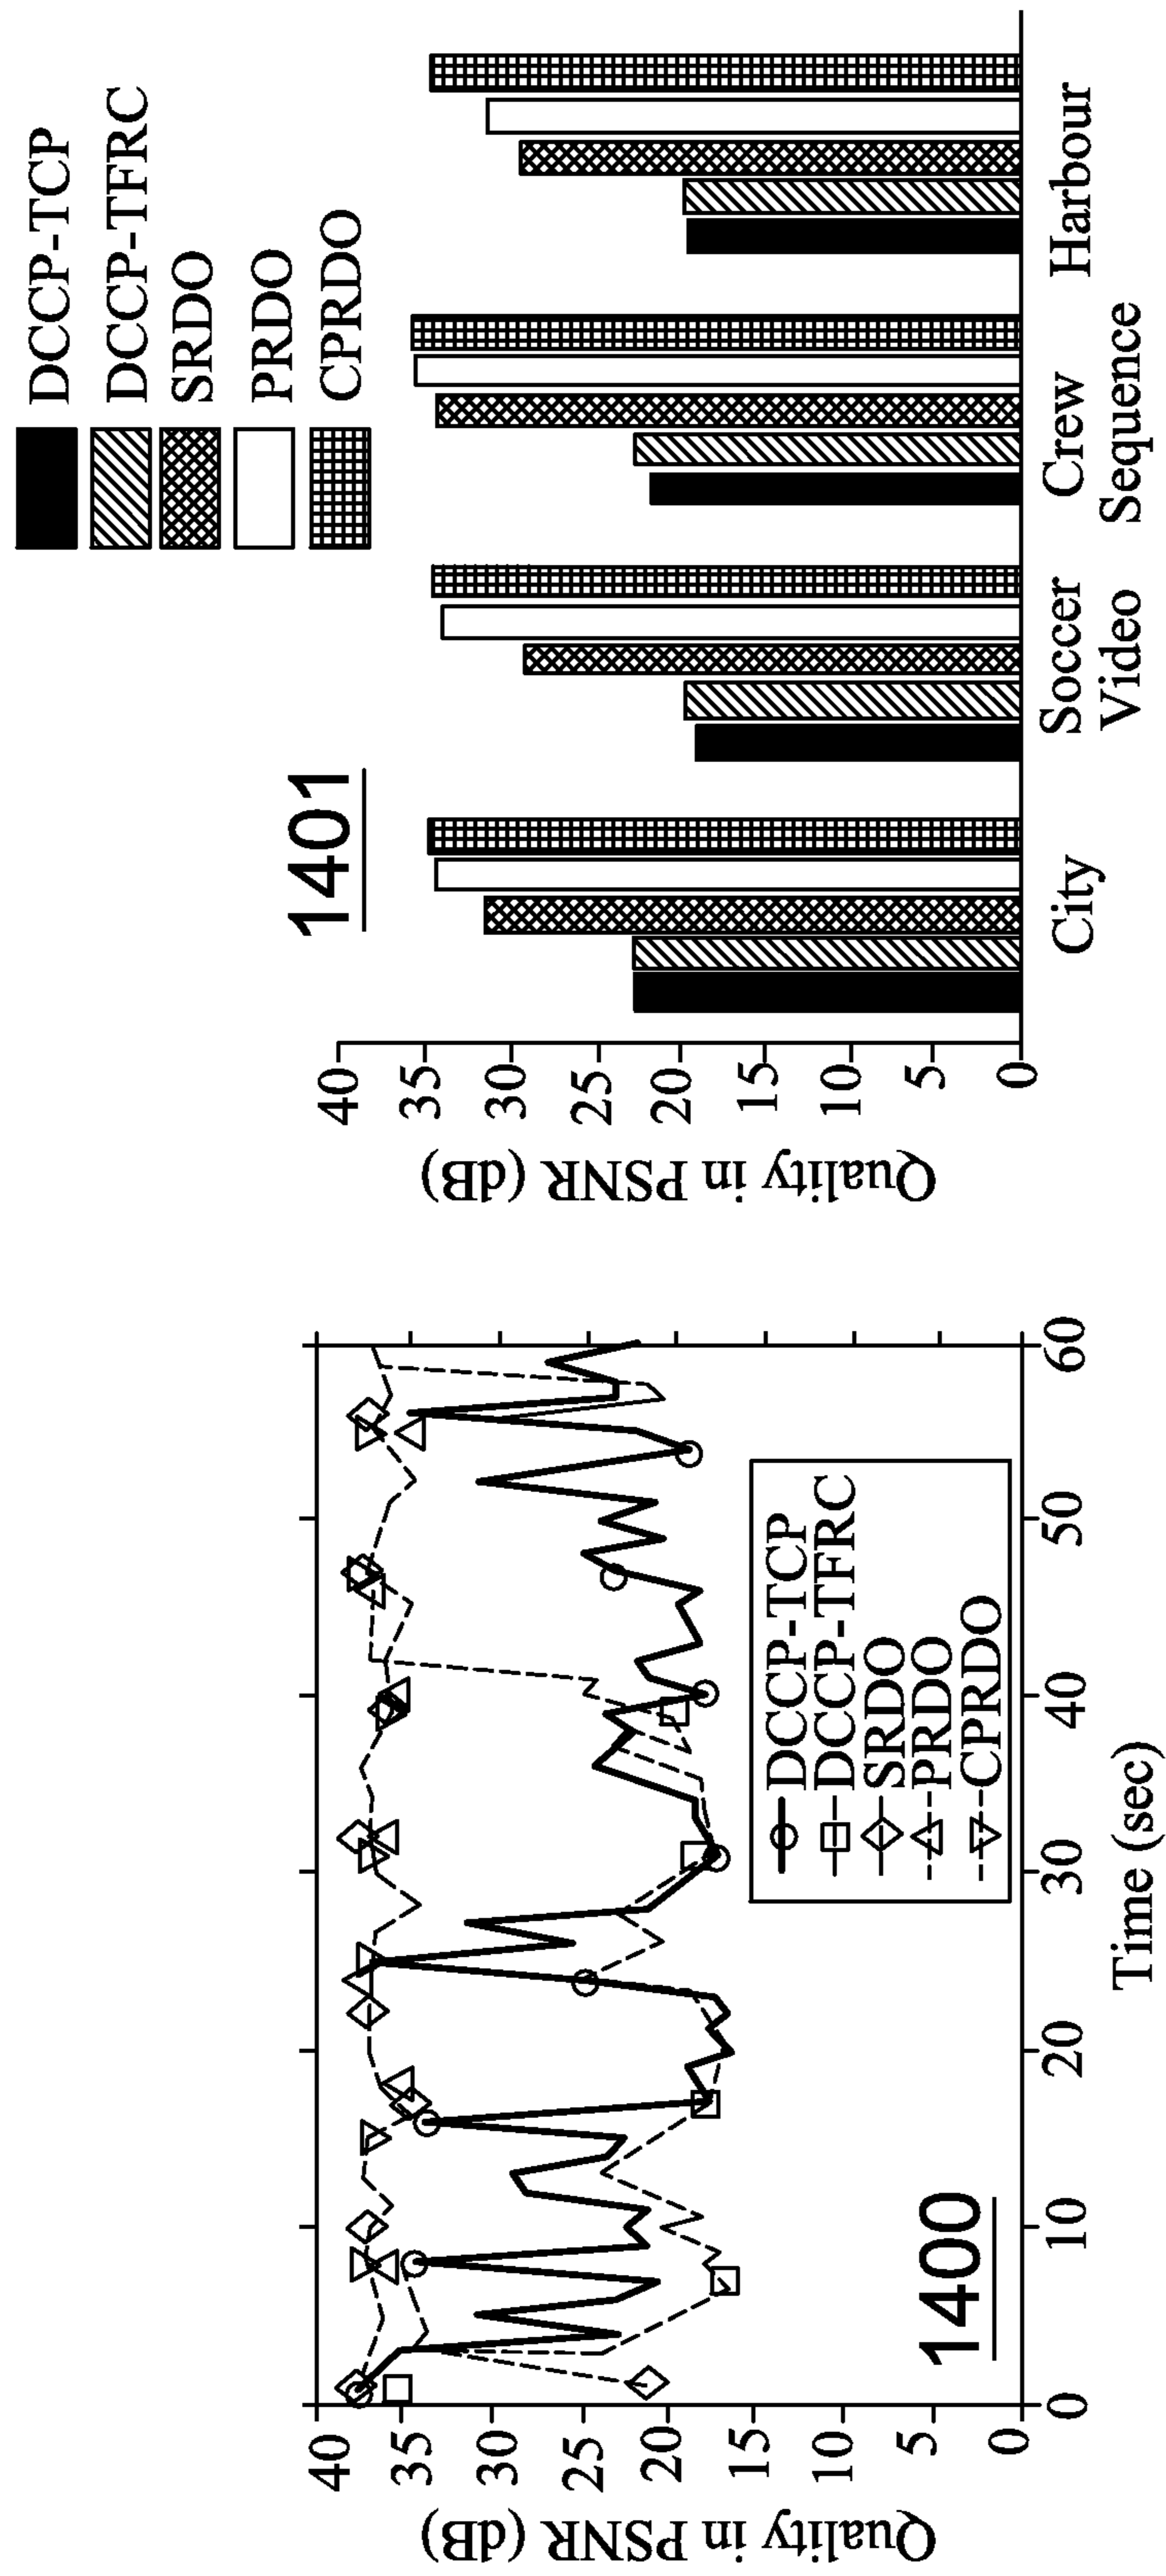 40
35
30
25
20
15
10
5
0
Quality in PSNR (dB)
0
10
20
30
40
50
60
Time (sec)
DCCP-TCP
DCCP-TFRC
SRDO
PRDO
CPRDO
1400
DCCP-TCP
DCCP-TFRC
SRDO
PRDO
CPRDO
1401
40
35
30
25
20
15
10
5
0
Quality in PSNR (dB)
City
Soccer
Crew
Harbour
Video
Sequence